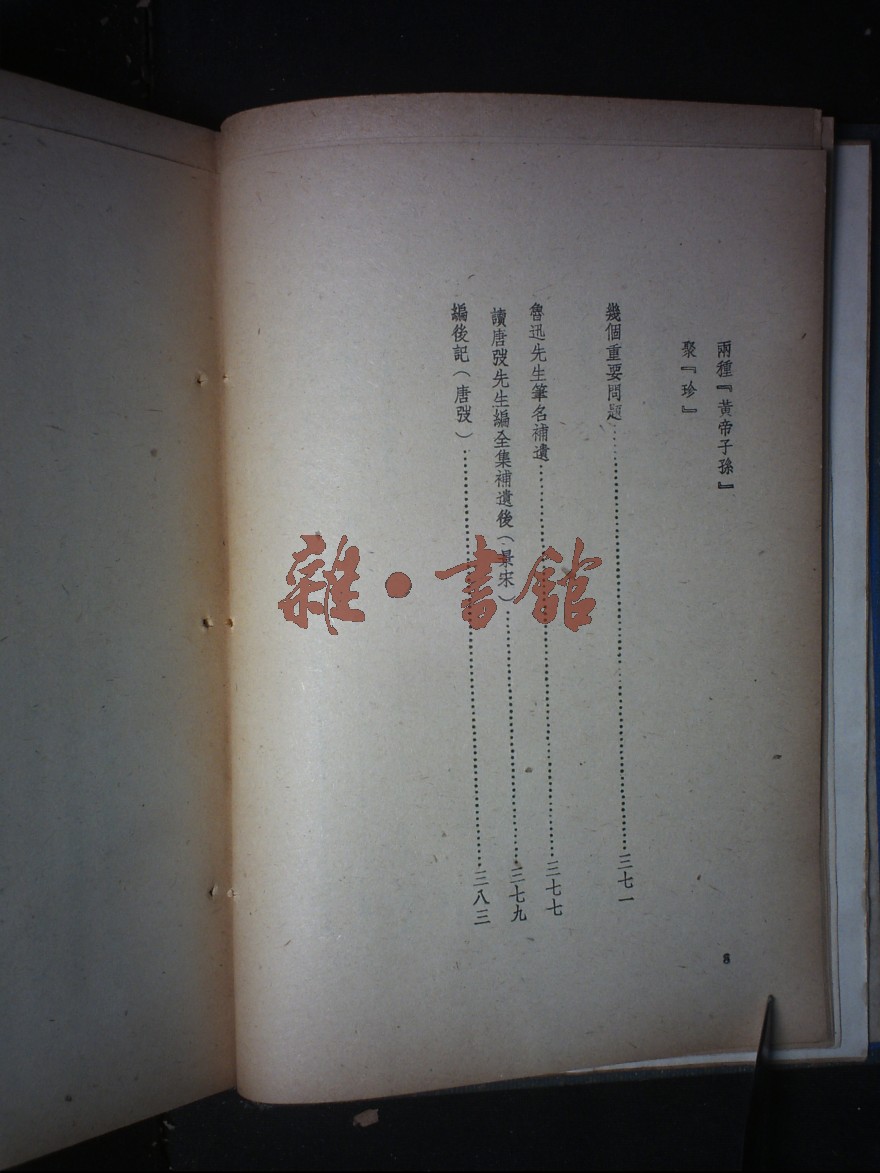 兩種『黃帝子孫』
聚『珍』
幾個重要問題……三七一
魯迅先生筆名補遺……三七七
讀唐弢先生編全集補遺後（景宋）……三七九
編後記（唐弢）……三八三
8
雜·書館